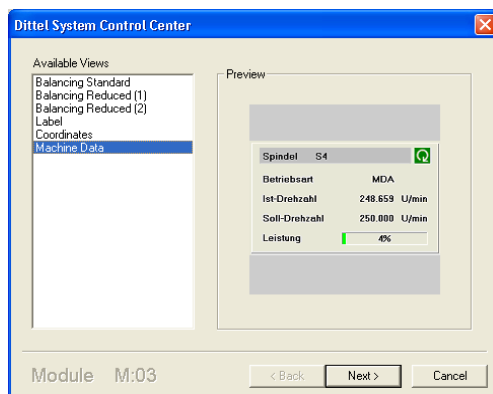 Dittel System Control Center
Available Views
Balancing Standard
Balancing Reduced (1)
Balancing Reduced (2)
Label
Coordinates
Machine Data
Preview
Spindel S4
Betriebsart MDA
Ist-Drehzahl 248.659 U/min
Soll-Drehzahl 250.000 U/min
Leistung 4%
Module M:03
< Back Next > Cancel